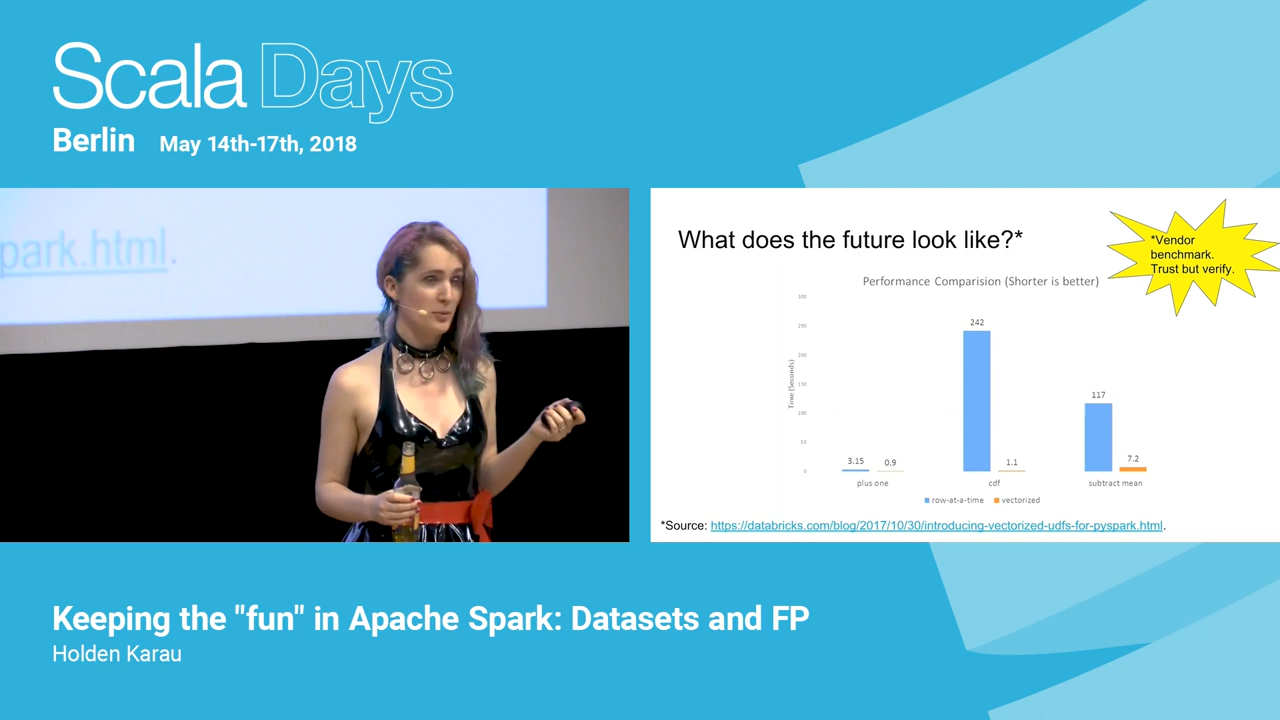 Scala Days
Berlin May 14th-17th, 2018
park.html.
What does the future look like?*
*Vendor
benchmark.
Trust but verify.
Performance Comparision (Shorter is better)
Time (Seconds)
300
250
200
150
100
50
0
3.15
0.9
242
1.1
117
7.2
plus one
cdf
subtract mean
row-at-a-time
vectorized
*Source: https://databricks.com/blog/2017/10/30/introducing-vectorized-udfs-for-pyspark.html.
Keeping the "fun" in Apache Spark: Datasets and FP
Holden Karau